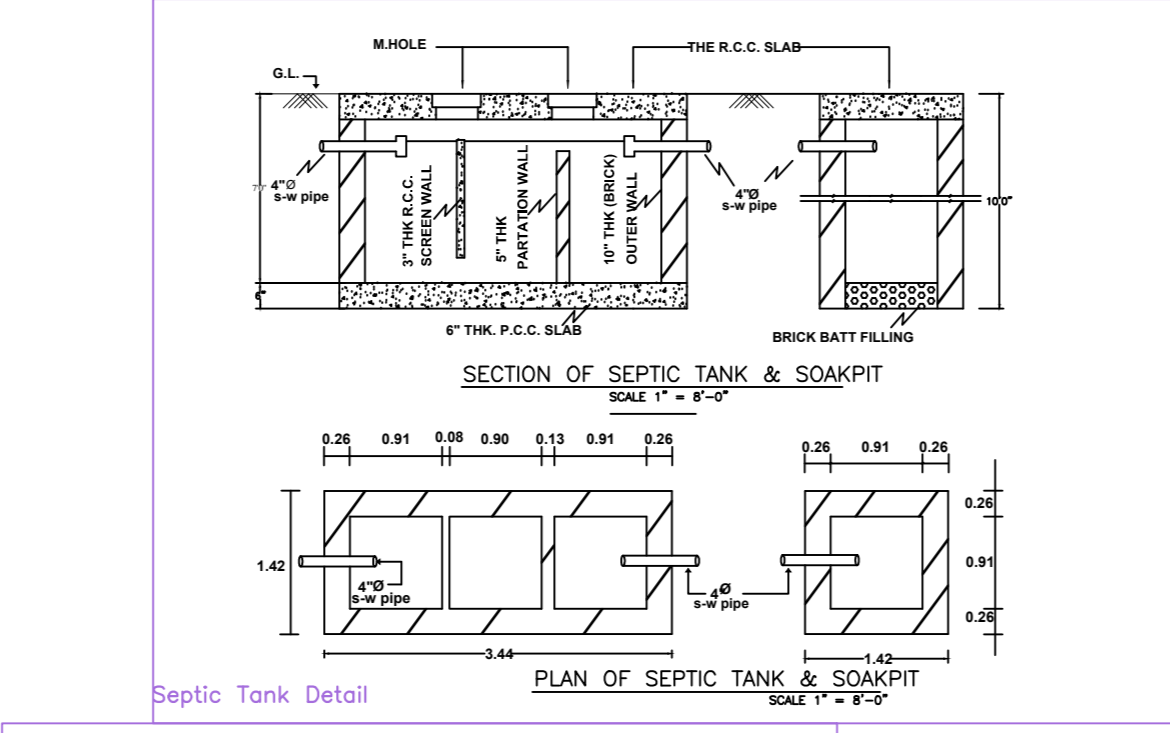 M.HOLE
THE R.C.C. SLAB
G.L.
7'0"
4"Ø
s-w pipe
3" THK R.C.C.
SCREEN WALL
5" THK
PARTATION WALL
10" THK (BRICK)
OUTER WALL
4"Ø
s-w pipe
10'0"
6"
6" THK. P.C.C. SLAB
BRICK BATT FILLING
SECTION OF SEPTIC TANK & SOAKPIT
SCALE 1" = 8'-0"
0.26 0.91 0.08 0.90 0.13 0.91 0.26
0.26 0.91 0.26
0.26
1.42
0.91
4"Ø
s-w pipe
4"Ø
s-w pipe
0.26
3.44
1.42
PLAN OF SEPTIC TANK & SOAKPIT
SCALE 1" = 8'-0"
Septic Tank Detail